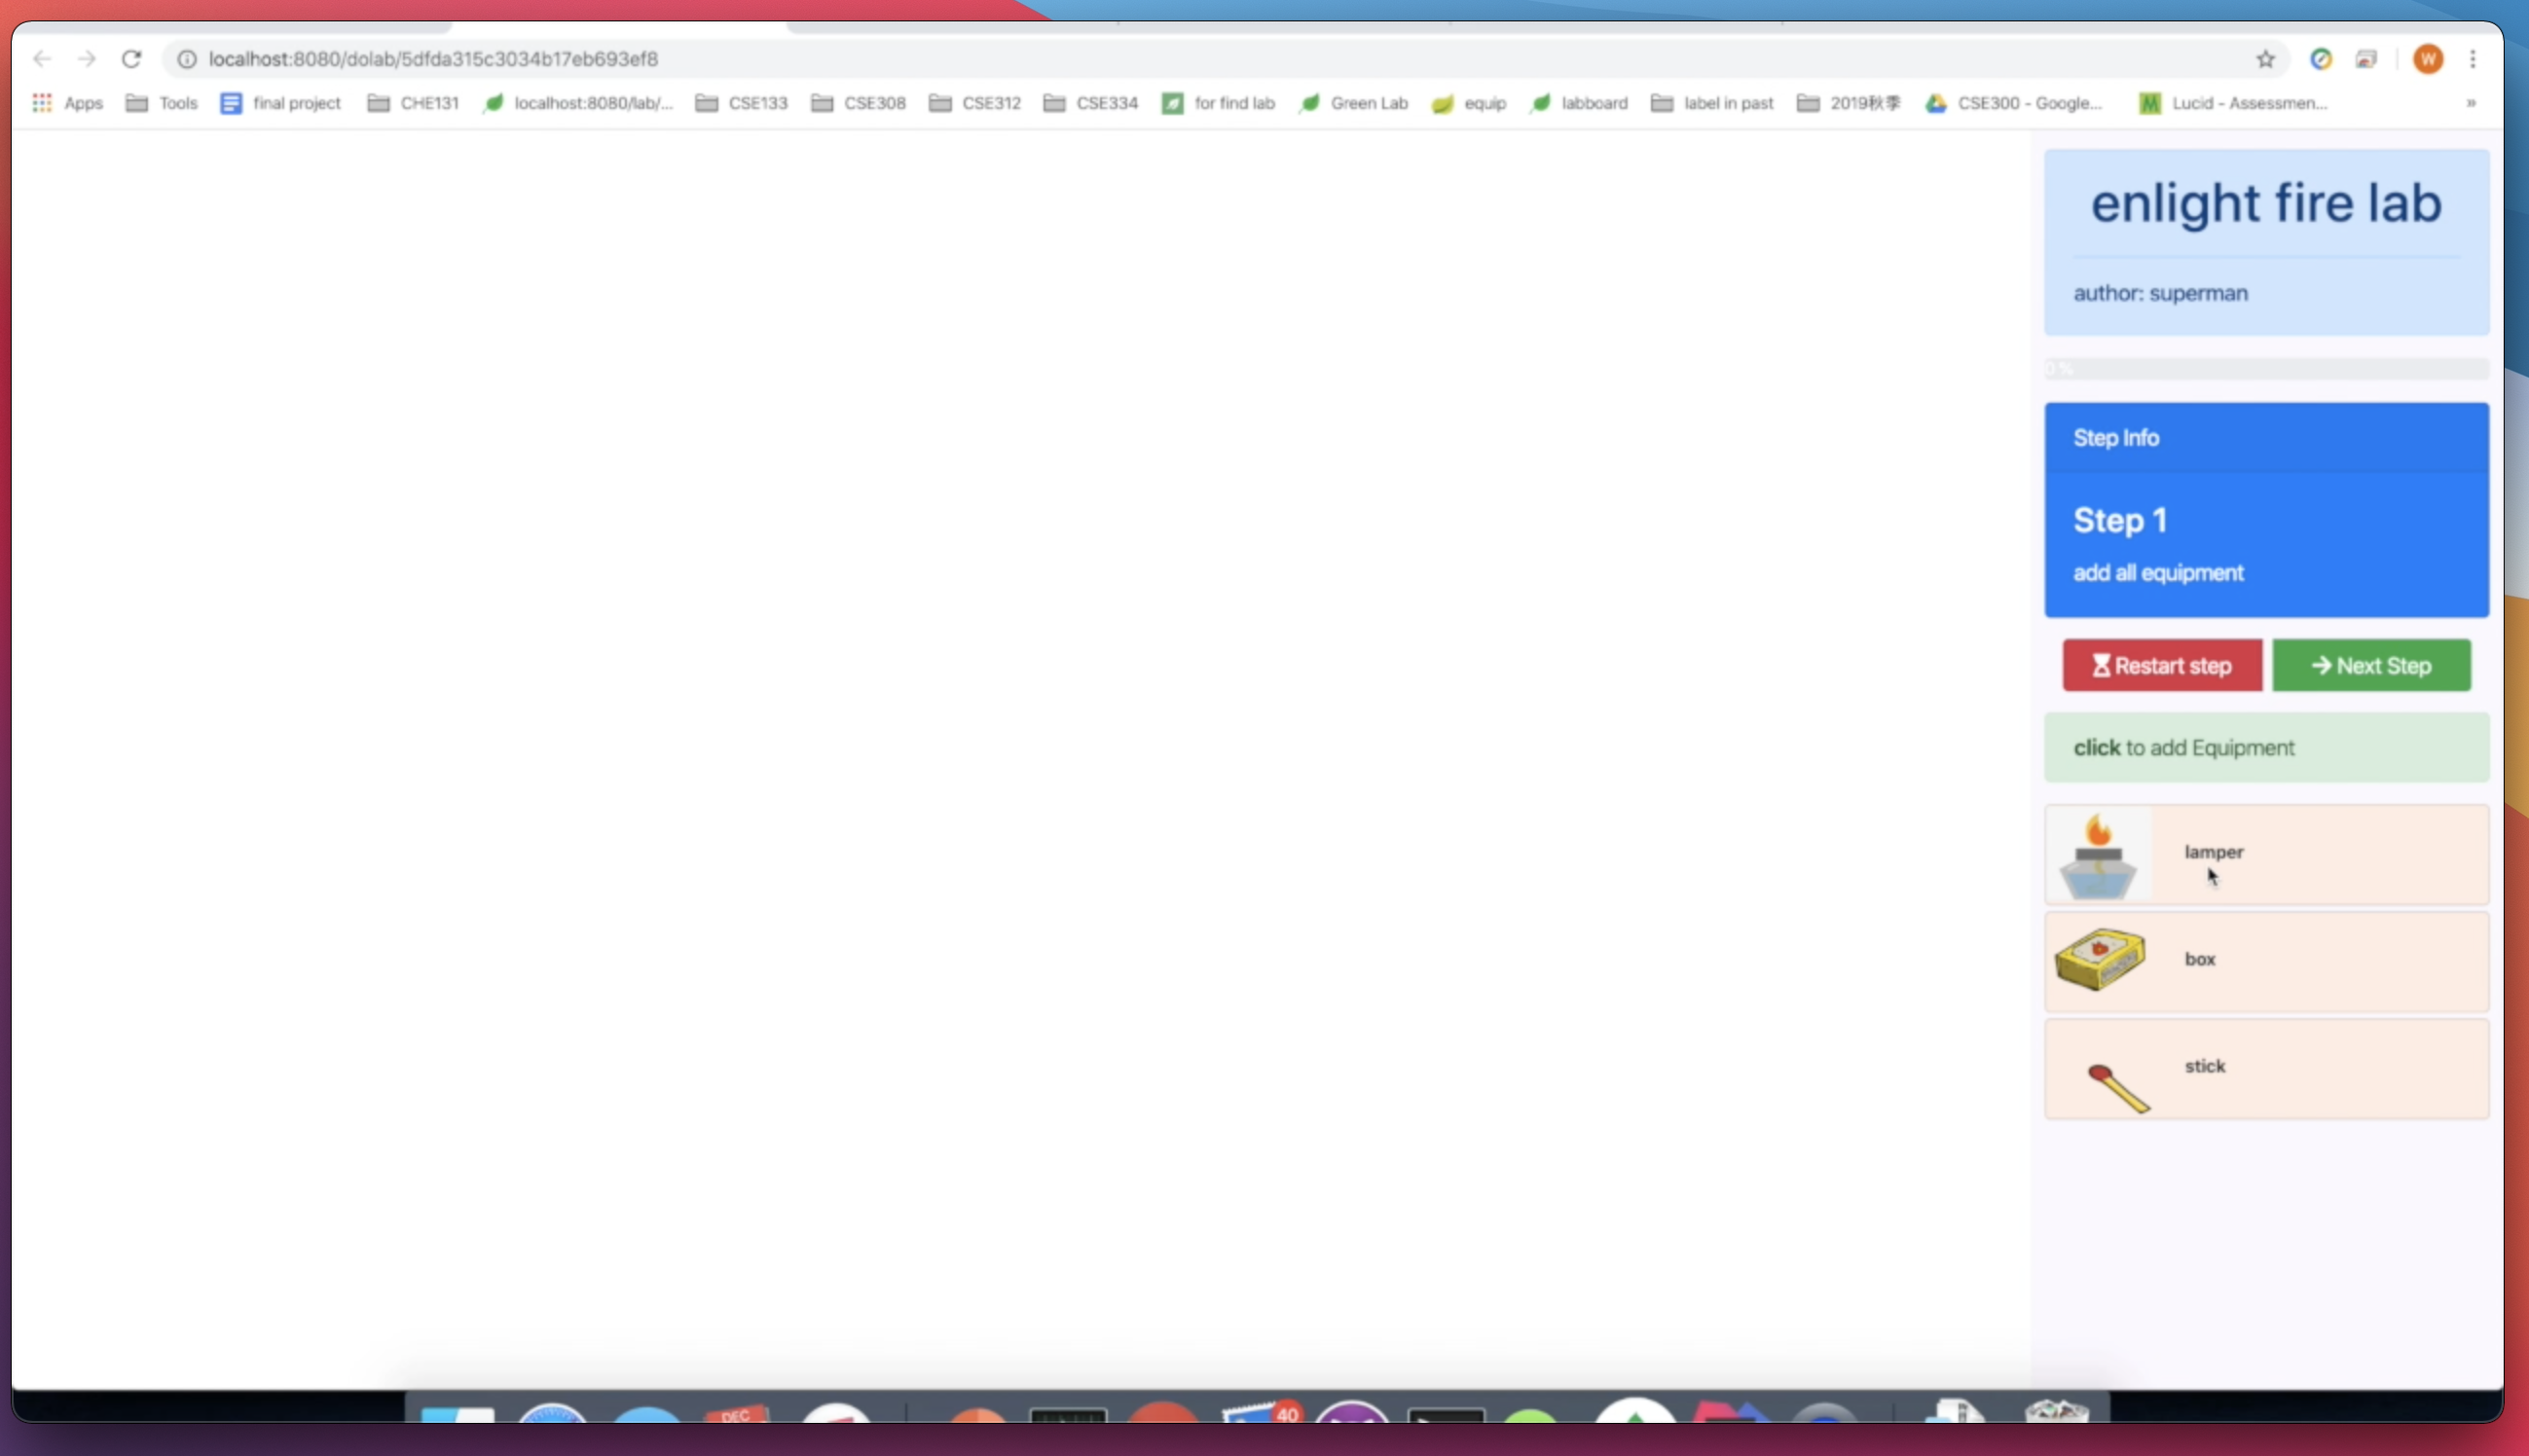 localhost:8080/dolab/5dfda315c3034b17eb693ef8
W
Apps Tools final project CHE131 localhost:8080/lab/... CSE133 CSE308 CSE312 CSE334 for find lab Green Lab equip labboard label in past 2019秋季 CSE300 - Google... Lucid - Assessmen... »
enlight fire lab
author: superman
0 %
Step Info
Step 1
add all equipment
Restart step
Next Step
click to add Equipment
lamper
box
stick
DEC
40